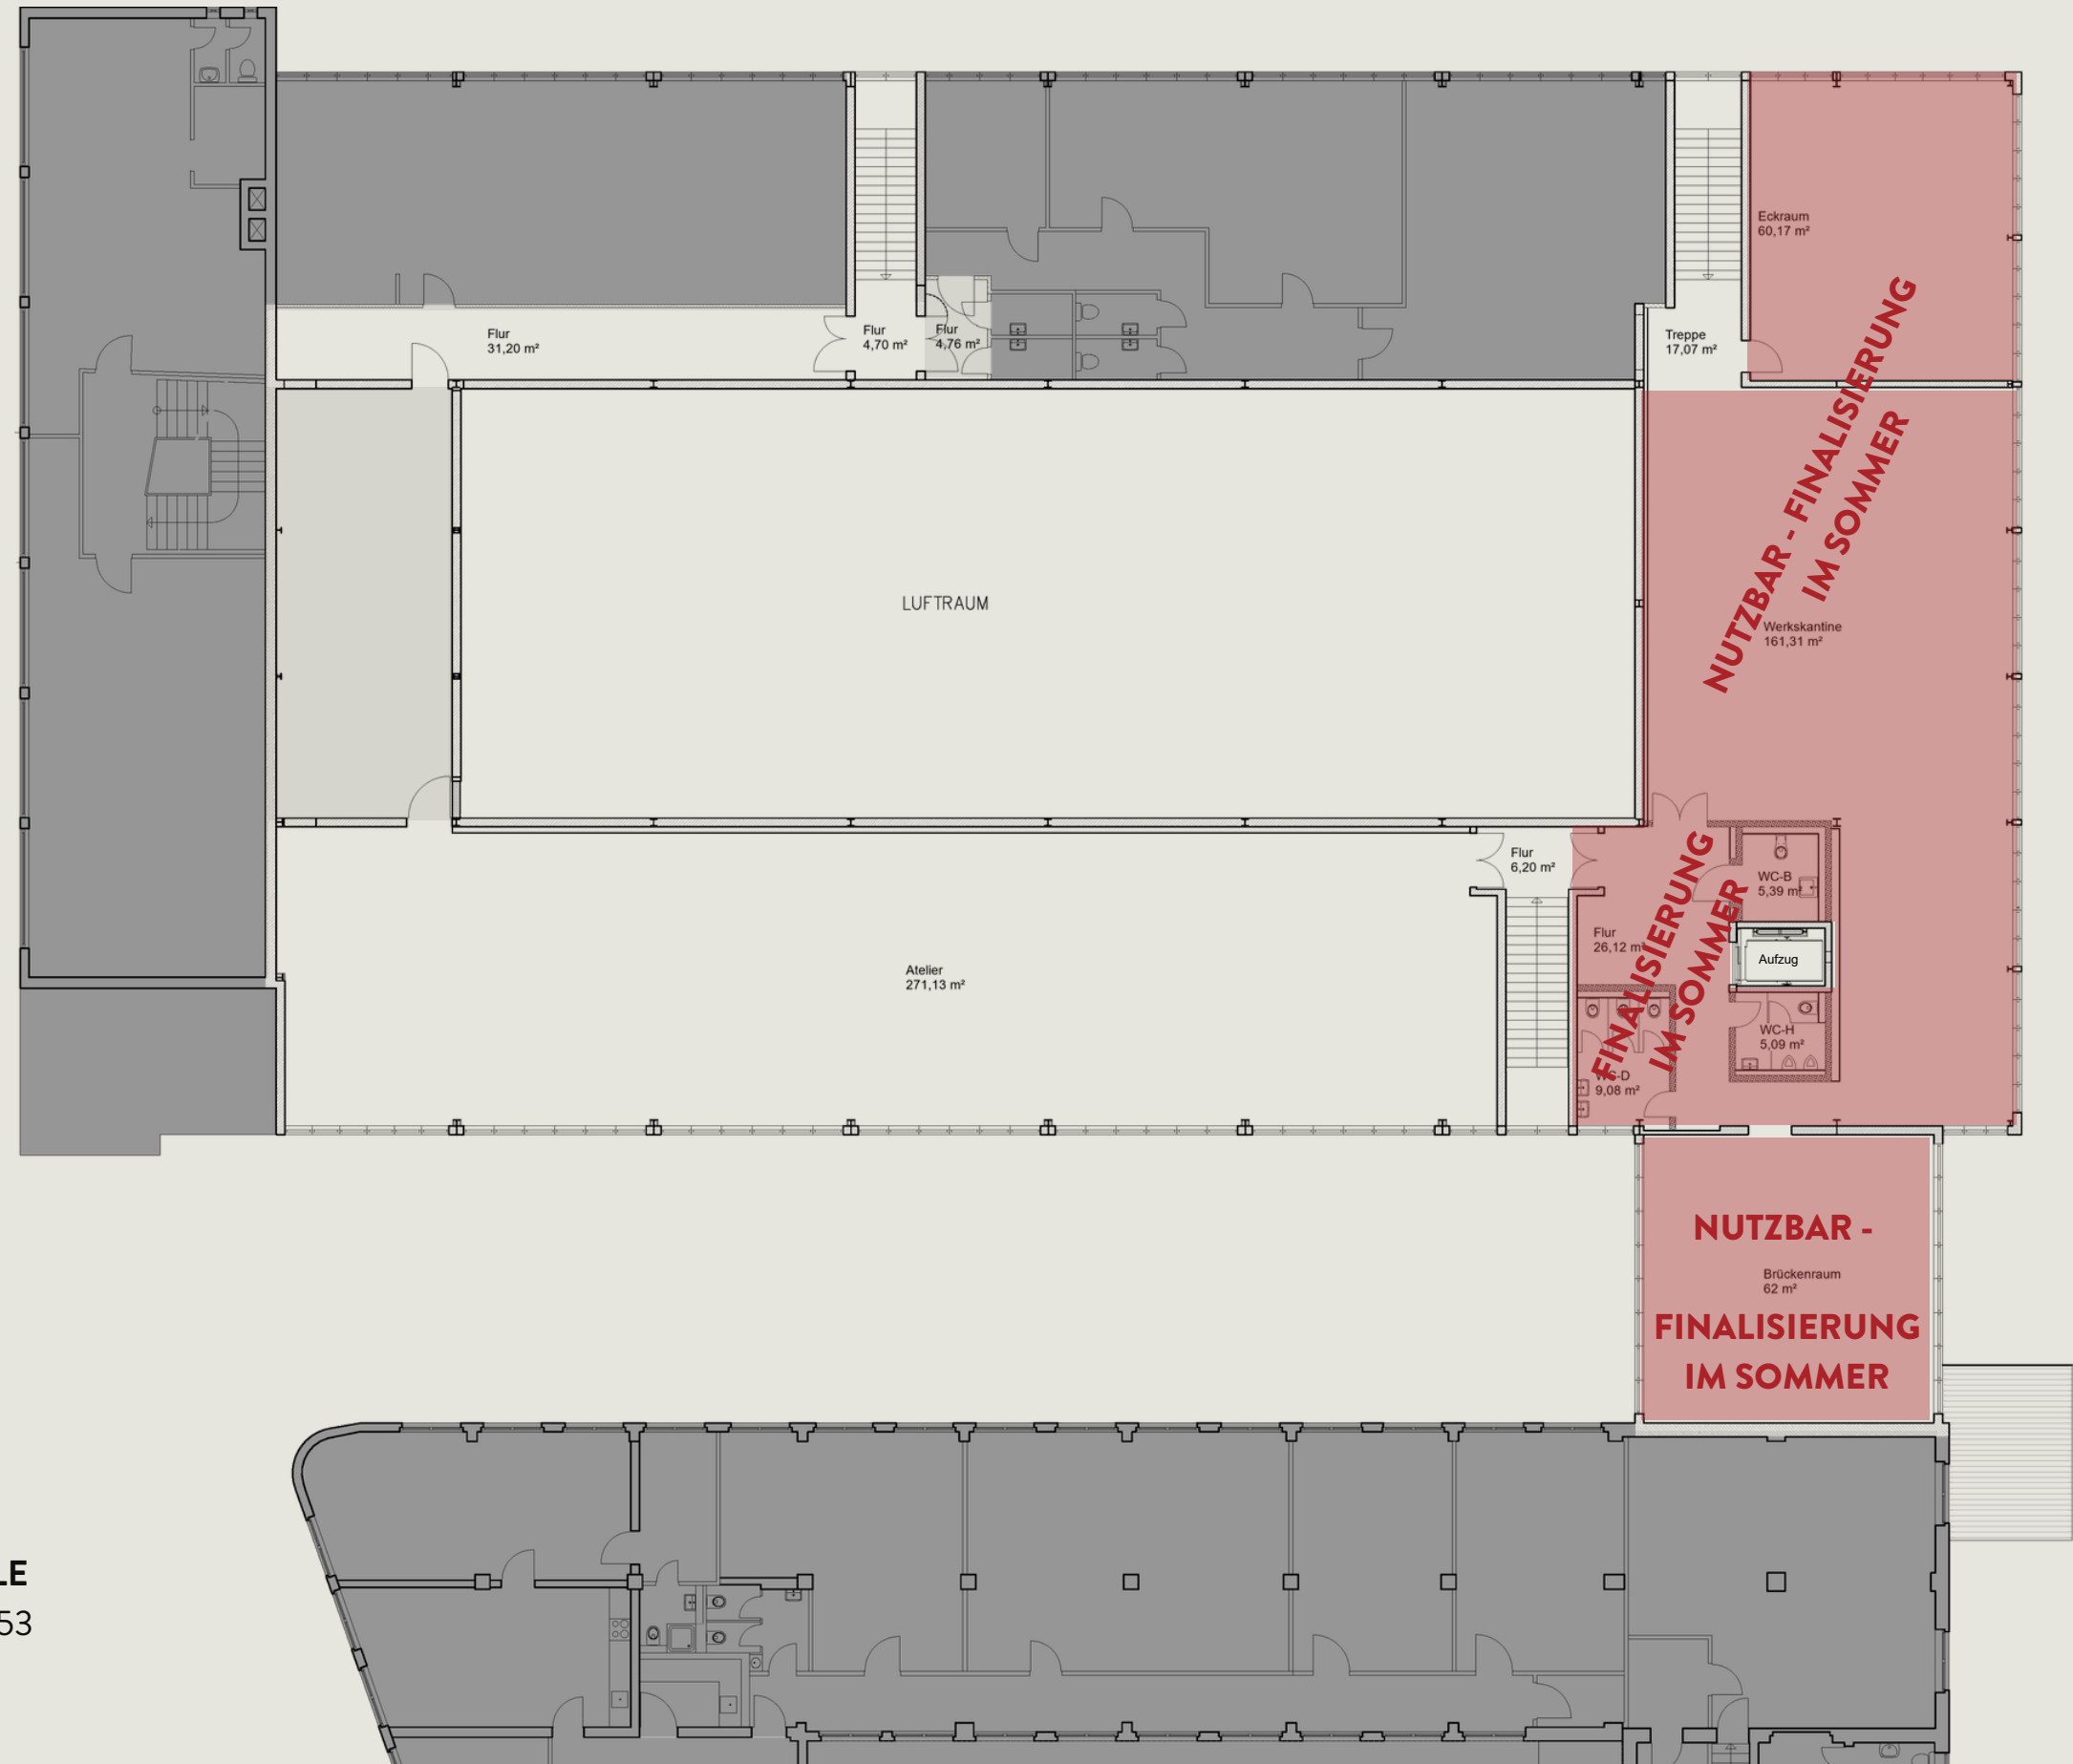 Eckraum
60,17 m²
Flur
31,20 m²
Flur
4,70 m²
Flur
4,76 m²
Treppe
17,07 m²
NUTZBAR - FINALISIERUNG
IM SOMMER
LUFTRAUM
Werkskantine
161,31 m²
Flur
6,20 m²
WC-B
5,39 m²
Flur
26,12 m²
FINALISIERUNG
IM SOMMER
Aufzug
Atelier
271,13 m²
WC-H
5,09 m²
WC-D
9,08 m²
NUTZBAR -
Brückenraum
62 m²
FINALISIERUNG
IM SOMMER
LE
53